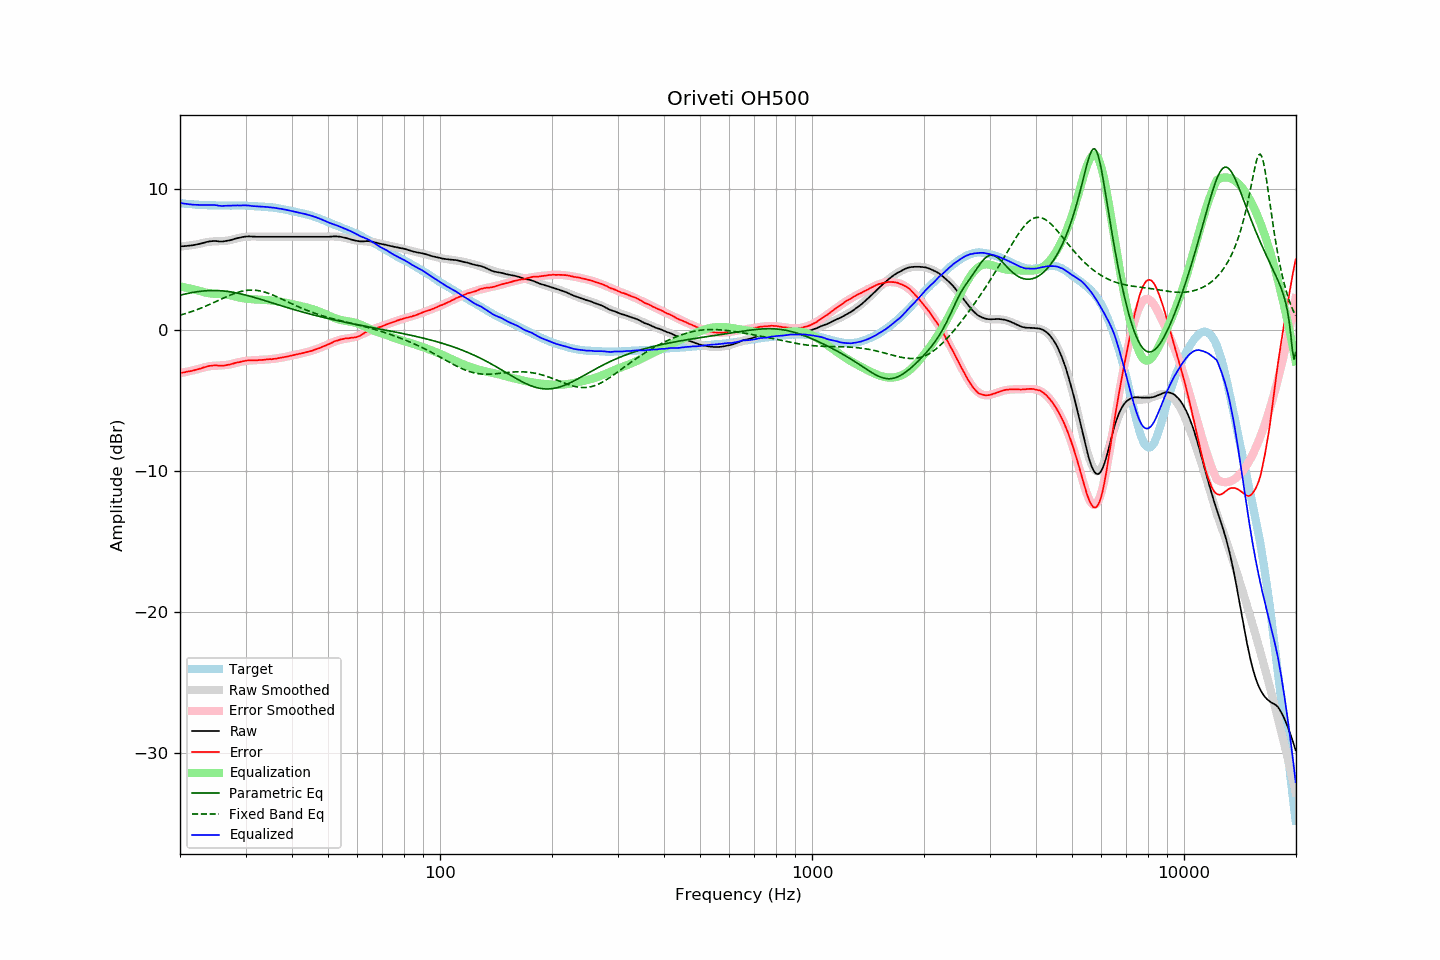 Oriveti OH500
Amplitude (dBr)
10
0
−10
−20
−30
Target
Raw Smoothed
Error Smoothed
Raw
Error
Equalization
Parametric Eq
Fixed Band Eq
Equalized
100
1000
10000
Frequency (Hz)